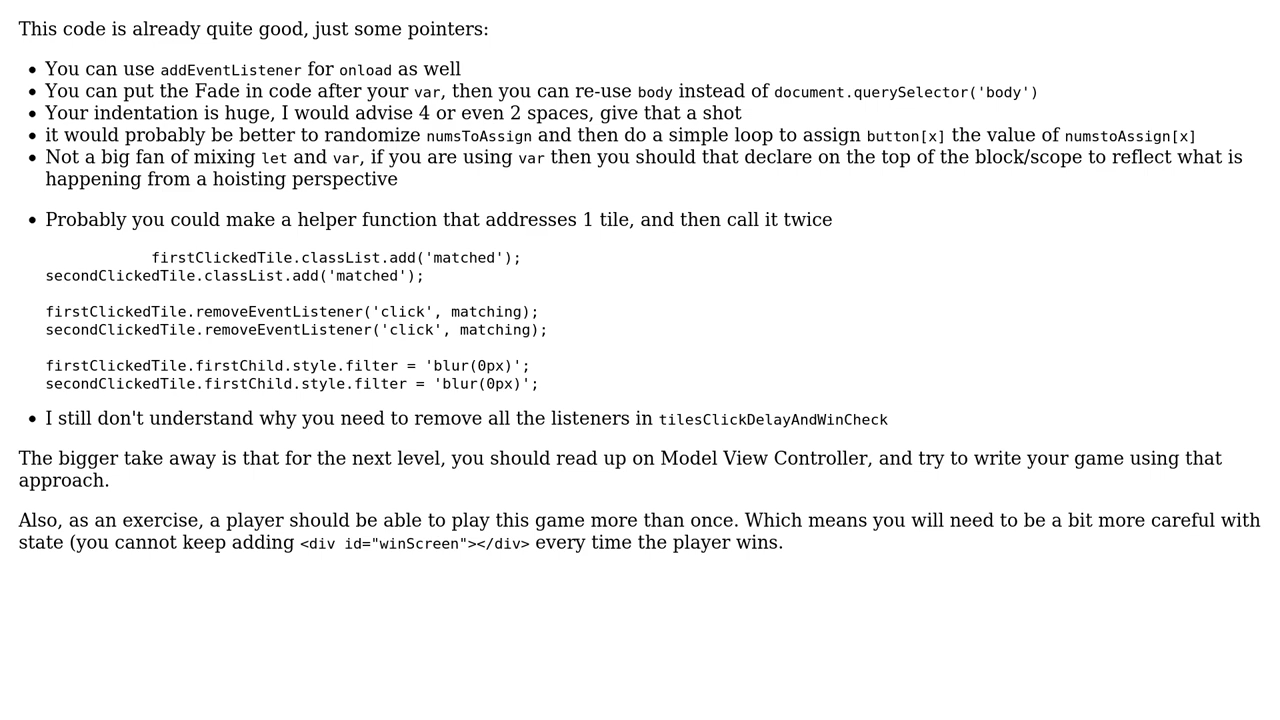 This code is already quite good, just some pointers:
• You can use addEventListener for onload as well
• You can put the Fade in code after your var, then you can re-use body instead of document.querySelector('body')
• Your indentation is huge, I would advise 4 or even 2 spaces, give that a shot
• it would probably be better to randomize numsToAssign and then do a simple loop to assign button[x] the value of numstoAssign[x]
• Not a big fan of mixing let and var, if you are using var then you should that declare on the top of the block/scope to reflect what is
happening from a hoisting perspective
• Probably you could make a helper function that addresses 1 tile, and then call it twice
firstClickedTile.classList.add('matched');
secondClickedTile.classList.add('matched');
firstClickedTile.removeEventListener('click', matching);
secondClickedTile.removeEventListener('click', matching);
firstClickedTile.firstChild.style.filter = 'blur(0px)';
secondClickedTile.firstChild.style.filter = 'blur(0px)';
• I still don't understand why you need to remove all the listeners in tilesClickDelayAndWinCheck
The bigger take away is that for the next level, you should read up on Model View Controller, and try to write your game using that
approach.
Also, as an exercise, a player should be able to play this game more than once. Which means you will need to be a bit more careful with
state (you cannot keep adding <div id="winScreen"></div> every time the player wins.